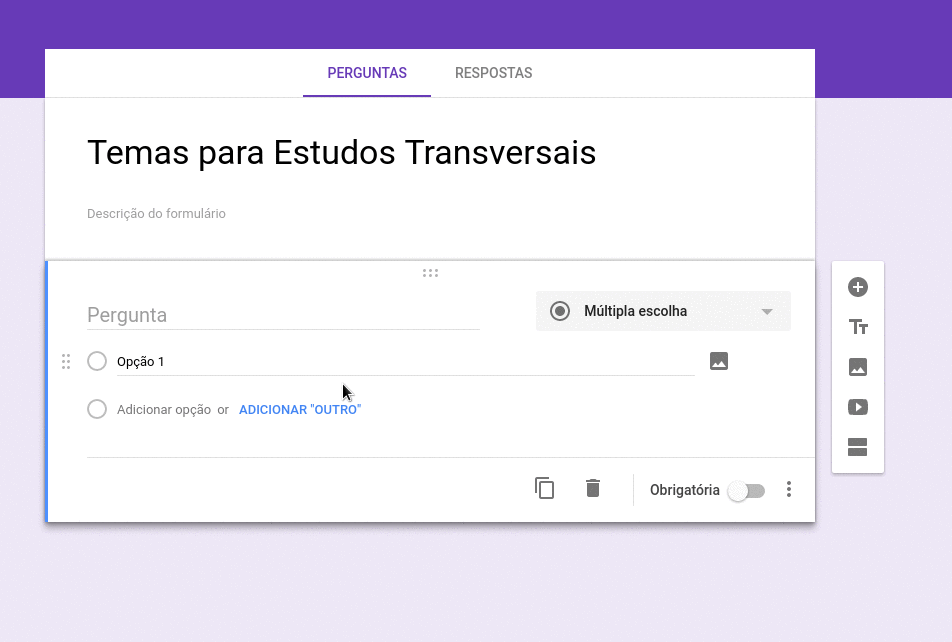 PERGUNTAS RESPOSTAS
Temas para Estudos Transversais
Descrição do formulário
Pergunta Múltipla escolha
Opção 1
Adicionar opção or ADICIONAR "OUTRO"
Obrigatória